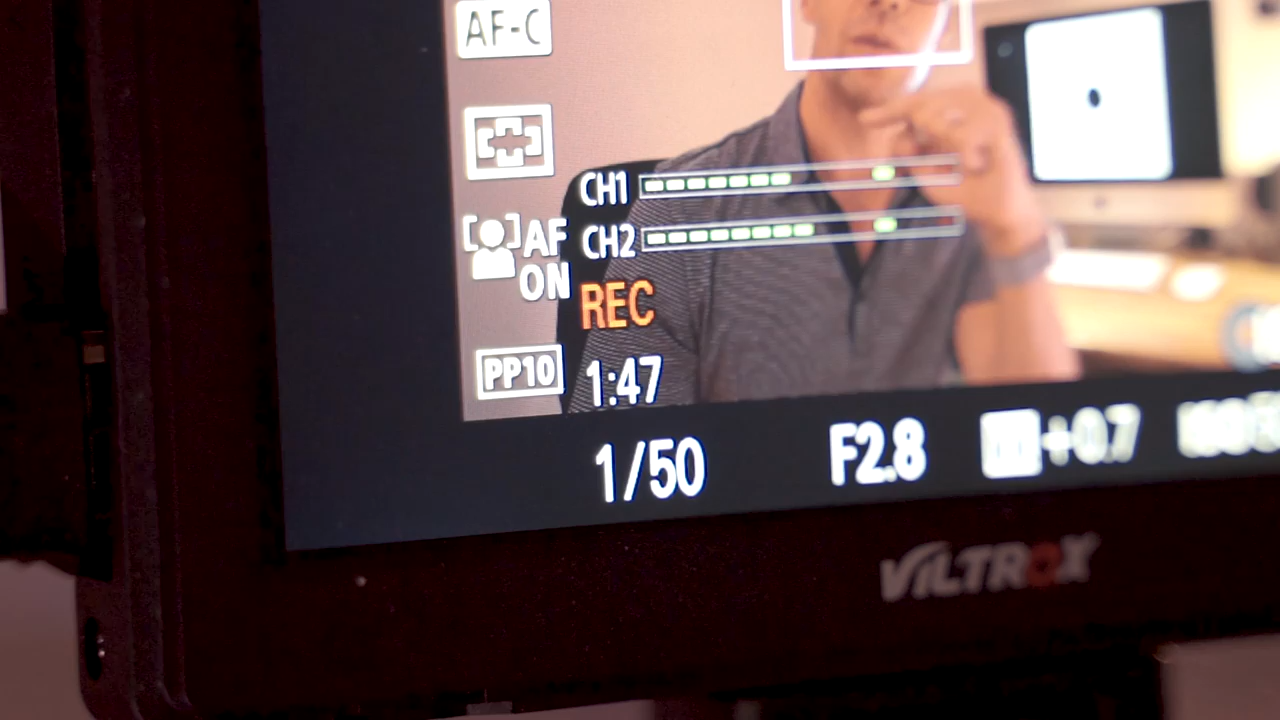 AF-C
CH1
CH2
AF
ON
REC
PP10
1:47
1/50
F2.8
+0.7
VILTROX